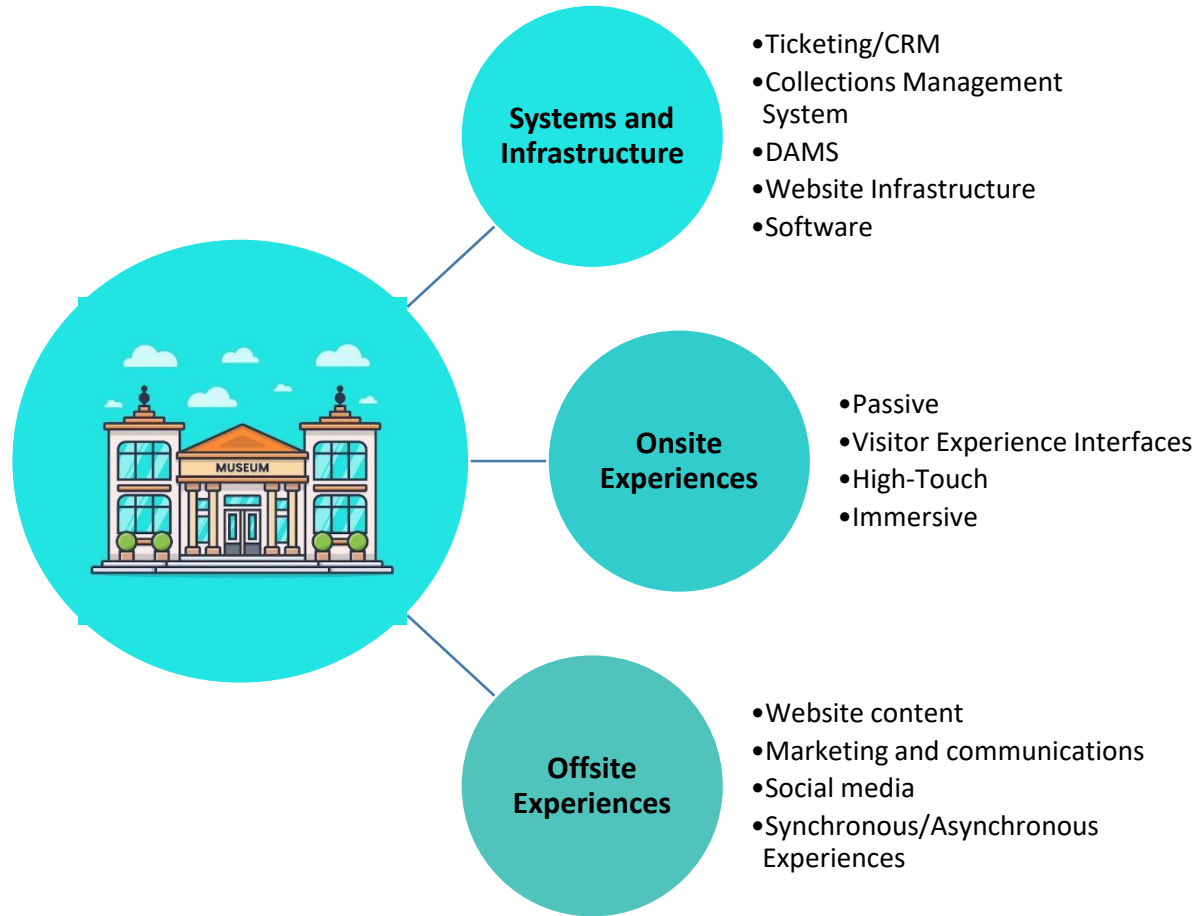 Systems and
Infrastructure
•Ticketing/CRM
•Collections Management
System
•DAMS
•Website Infrastructure
•Software
MUSEUM
Onsite
Experiences
•Passive
•Visitor Experience Interfaces
•High-Touch
•Immersive
Offsite
Experiences
•Website content
•Marketing and communications
•Social media
•Synchronous/Asynchronous
Experiences